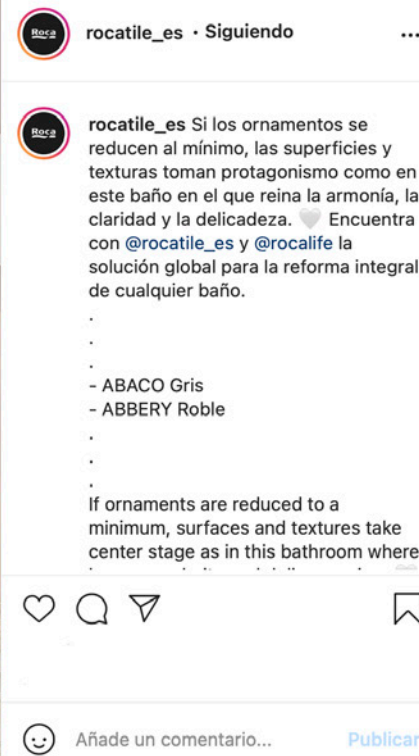 Roca
rocatile_es · Siguiendo
...
Roca
rocatile_es Si los ornamentos se
reducen al mínimo, las superficies y
texturas toman protagonismo como en
este baño en el que reina la armonía, la
claridad y la delicadeza. 🤍 Encuentra
con @rocatile_es y @rocalife la
solución global para la reforma integral
de cualquier baño.
.
.
.
- ABACO Gris
- ABBERY Roble
.
.
.
If ornaments are reduced to a
minimum, surfaces and textures take
center stage as in this bathroom where
Añade un comentario...
Publicar